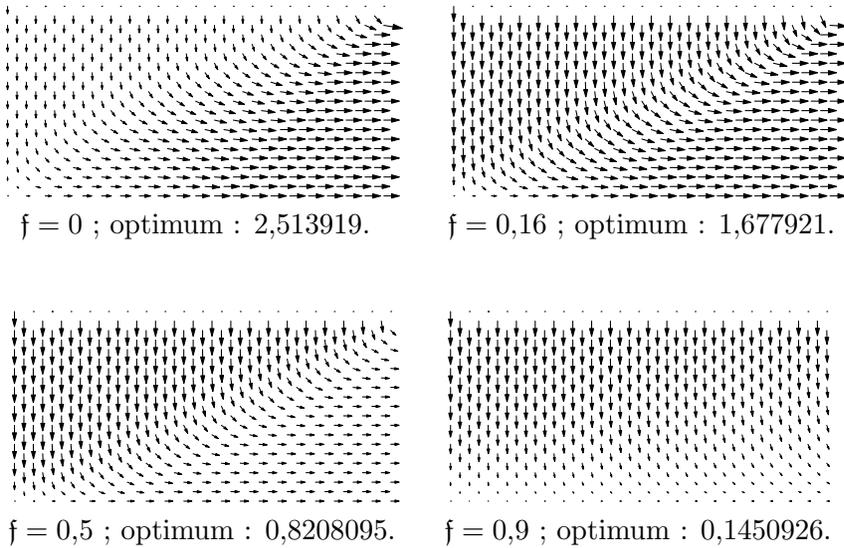 𝔣 = 0 ; optimum : 2,513919.
𝔣 = 0,16 ; optimum : 1,677921.
𝔣 = 0,5 ; optimum : 0,8208095.
𝔣 = 0,9 ; optimum : 0,1450926.